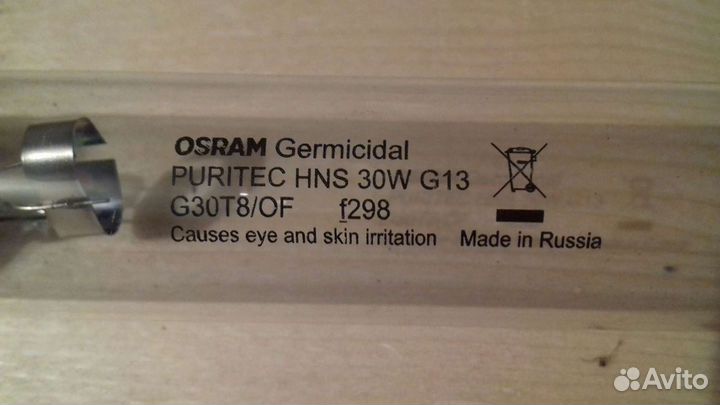 OSRAM Germicidal
PURITEC HNS 30W G13
G30T8/OF f298
Causes eye and skin irritation Made in Russia
Avito